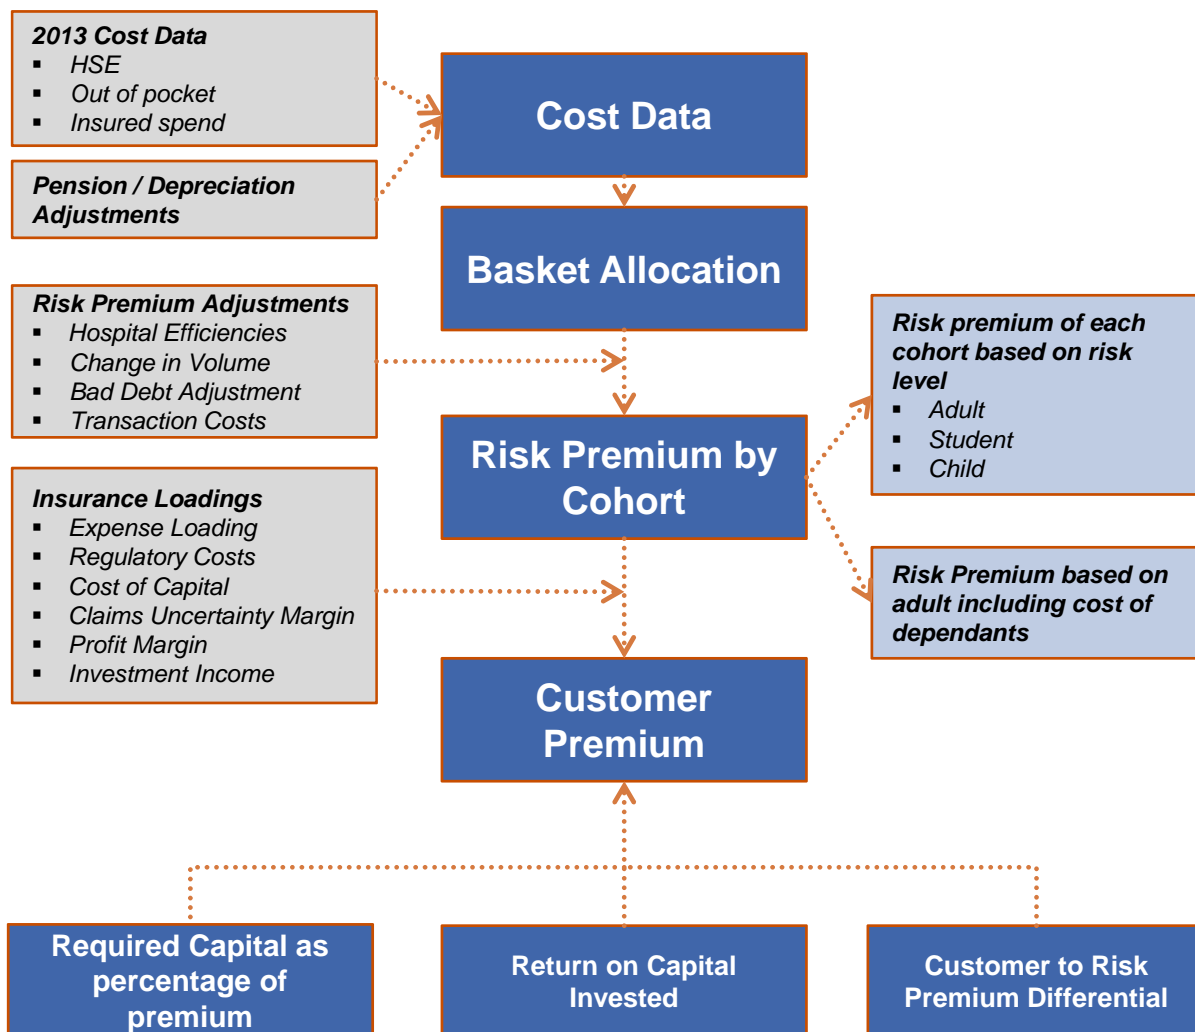 2013 Cost Data
▪ HSE
▪ Out of pocket
▪ Insured spend
Cost Data
Pension / Depreciation
Adjustments
Basket Allocation
Risk Premium Adjustments
▪ Hospital Efficiencies
▪ Change in Volume
▪ Bad Debt Adjustment
▪ Transaction Costs
Risk premium of each
cohort based on risk
level
▪ Adult
▪ Student
▪ Child
Risk Premium by
Cohort
Insurance Loadings
▪ Expense Loading
▪ Regulatory Costs
▪ Cost of Capital
▪ Claims Uncertainty Margin
▪ Profit Margin
▪ Investment Income
Risk Premium based on
adult including cost of
dependants
Customer
Premium
Required Capital as
percentage of
premium
Return on Capital
Invested
Customer to Risk
Premium Differential